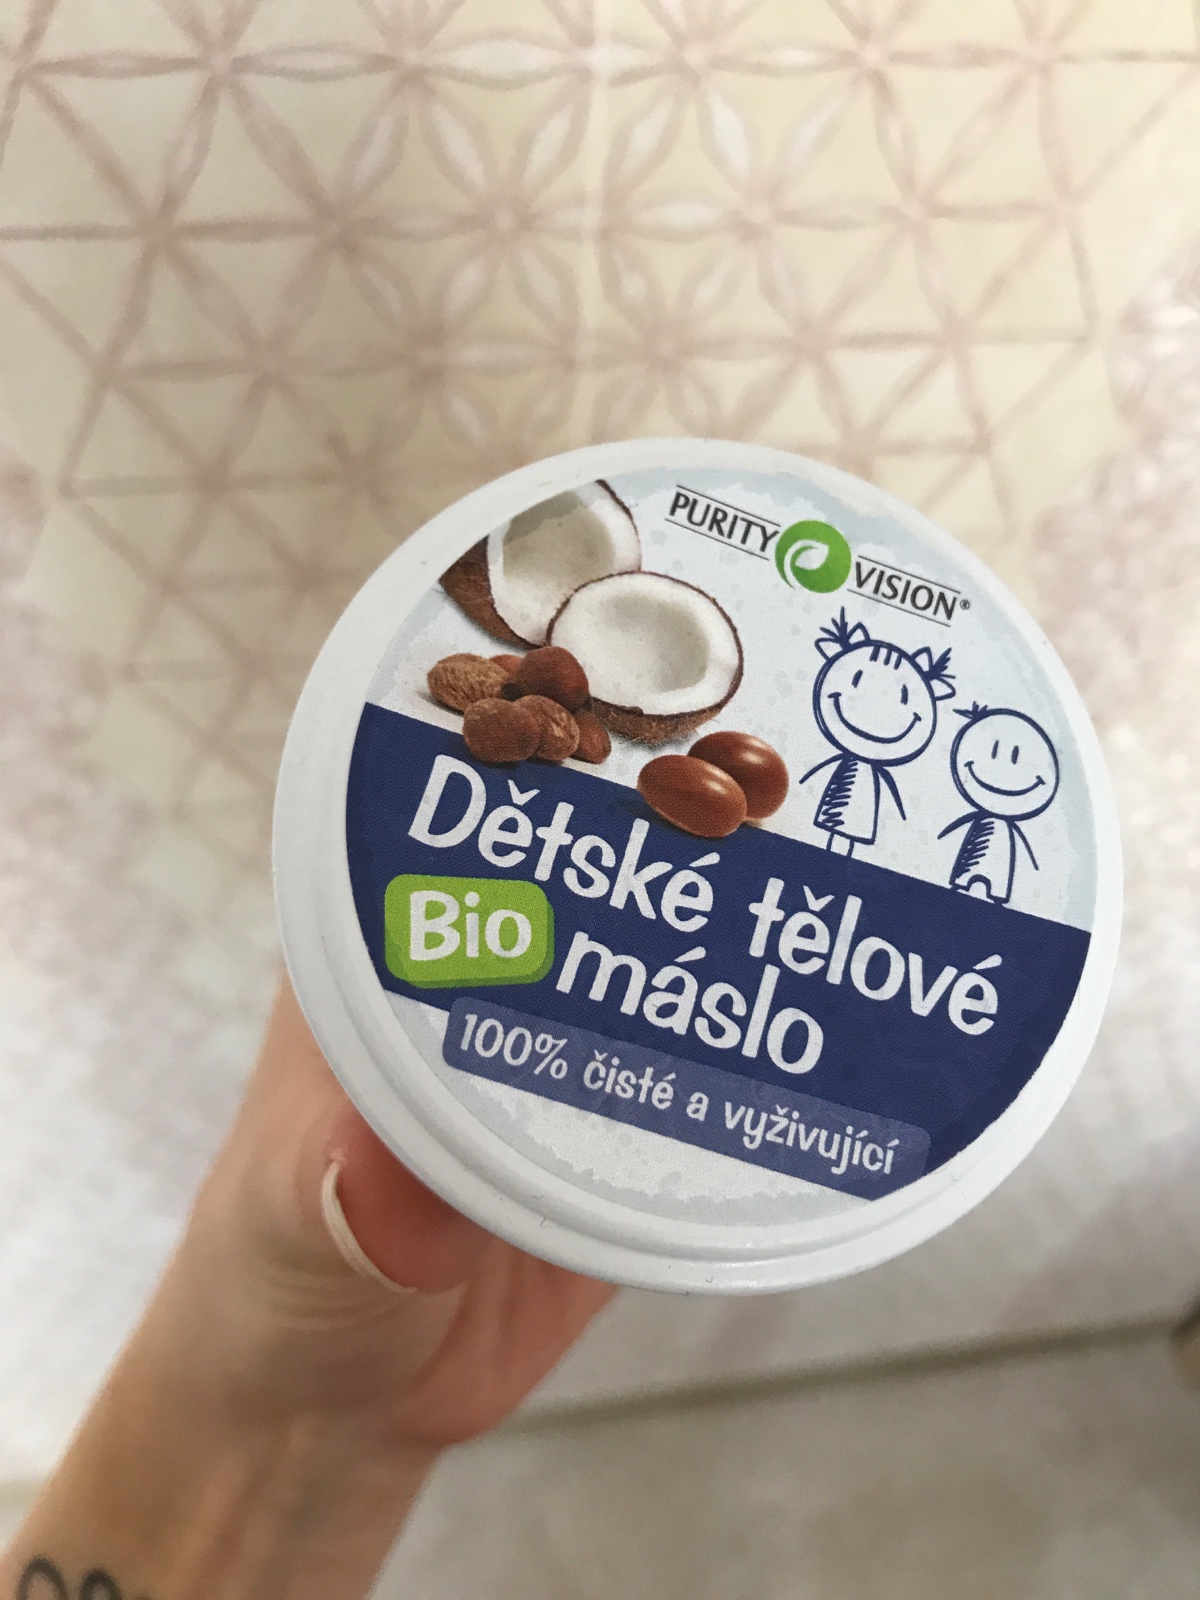 PURITY VISION®
Dětské tělové
Bio máslo
100% čisté a vyživující